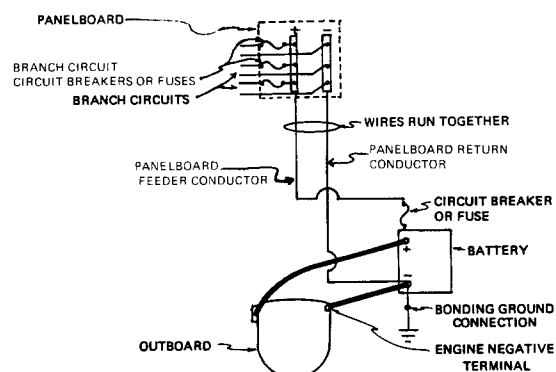 PANELBOARD
+ −
BRANCH CIRCUIT
CIRCUIT BREAKERS OR FUSES
BRANCH CIRCUITS
WIRES RUN TOGETHER
PANELBOARD RETURN
CONDUCTOR
PANELBOARD
FEEDER CONDUCTOR
CIRCUIT BREAKER
OR FUSE
+
BATTERY
−
BONDING GROUND
CONNECTION
OUTBOARD
ENGINE NEGATIVE
TERMINAL